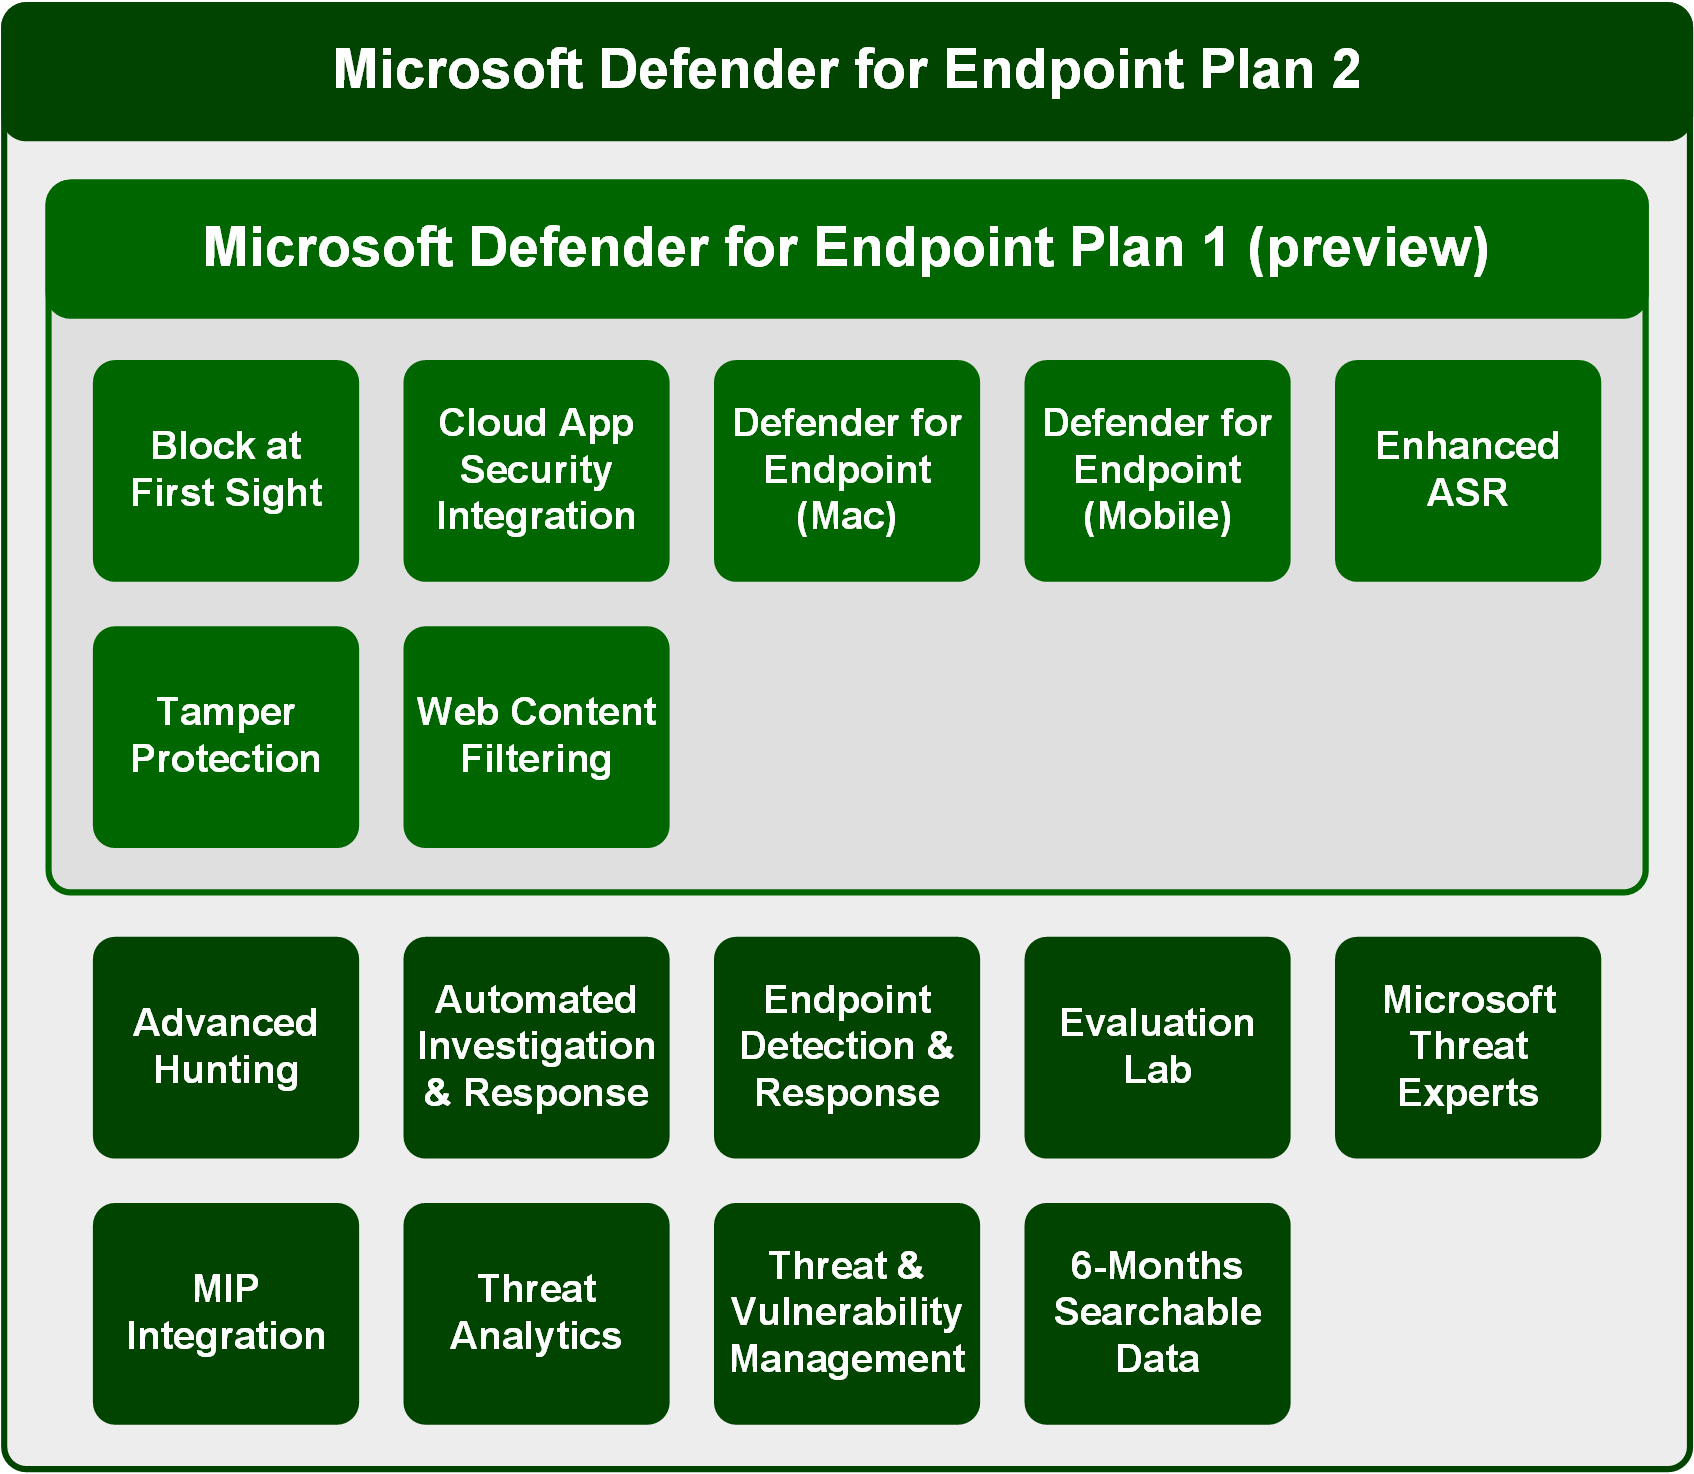 Microsoft Defender for Endpoint Plan 2
Microsoft Defender for Endpoint Plan 1 (preview)
Block at
First Sight
Cloud App
Security
Integration
Defender for
Endpoint
(Mac)
Defender for
Endpoint
(Mobile)
Enhanced
ASR
Tamper
Protection
Web Content
Filtering
Advanced
Hunting
Automated
Investigation
& Response
Endpoint
Detection &
Response
Evaluation
Lab
Microsoft
Threat
Experts
MIP
Integration
Threat
Analytics
Threat &
Vulnerability
Management
6-Months
Searchable
Data